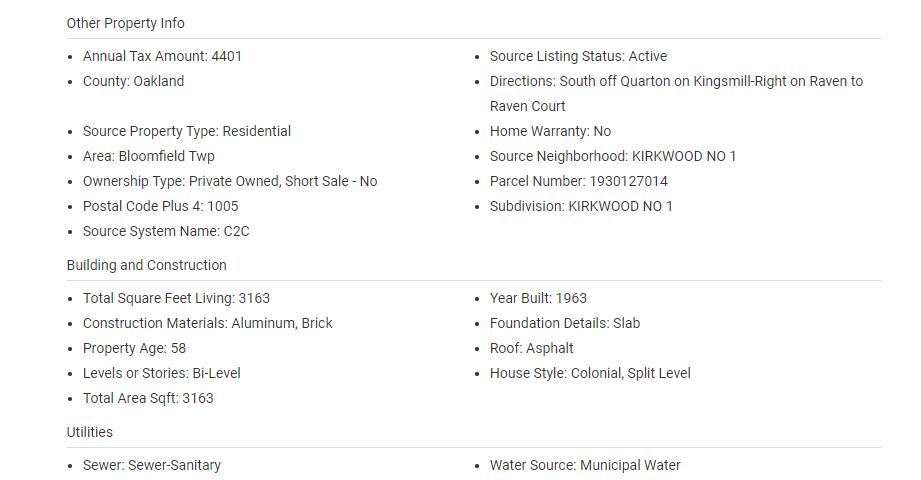 Other Property Info
Annual Tax Amount: 4401
Source Listing Status: Active
County: Oakland
Directions: South off Quarton on Kingsmill-Right on Raven to
Raven Court
Source Property Type: Residential
Home Warranty: No
Area: Bloomfield Twp
Source Neighborhood: KIRKWOOD NO 1
Ownership Type: Private Owned, Short Sale - No
Parcel Number: 1930127014
Postal Code Plus 4: 1005
Subdivision: KIRKWOOD NO 1
Source System Name: C2C
Building and Construction
Total Square Feet Living: 3163
Year Built: 1963
Construction Materials: Aluminum, Brick
Foundation Details: Slab
Property Age: 58
Roof: Asphalt
Levels or Stories: Bi-Level
House Style: Colonial, Split Level
Total Area Sqft: 3163
Utilities
Sewer: Sewer-Sanitary
Water Source: Municipal Water